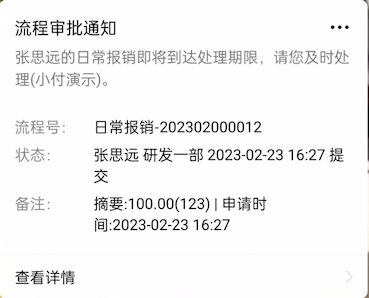 流程审批通知
张思远的日常报销即将到达处理期限，请您及时处
理(小付演示)。
流程号： 日常报销-202302000012
状态： 张思远 研发一部 2023-02-23 16:27 提
交
备注： 摘要:100.00(123) | 申请时
间:2023-02-23 16:27
查看详情